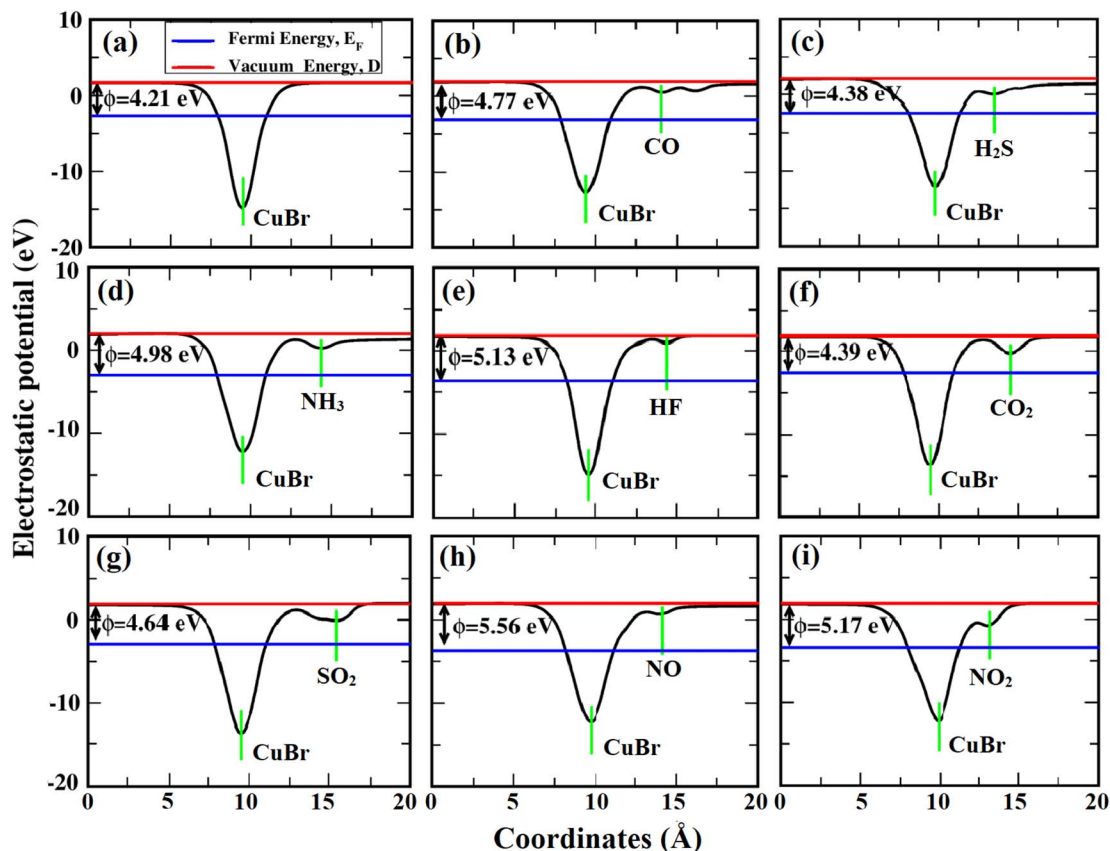 (a)
Fermi Energy, E_F
Vacuum Energy, D
ϕ=4.21 eV
CuBr
(b)
ϕ=4.77 eV
CO
CuBr
(c)
ϕ=4.38 eV
H₂S
CuBr
10
0
-10
-20
(d)
ϕ=4.98 eV
NH₃
CuBr
(e)
ϕ=5.13 eV
HF
CuBr
(f)
ϕ=4.39 eV
CO₂
CuBr
10
0
-10
-20
(g)
ϕ=4.64 eV
SO₂
CuBr
(h)
ϕ=5.56 eV
NO
CuBr
(i)
ϕ=5.17 eV
NO₂
CuBr
10
0
-10
-20
0 5 10 15 20
0 5 10 15 20
0 5 10 15 20
Electrostatic potential (eV)
Coordinates (Å)